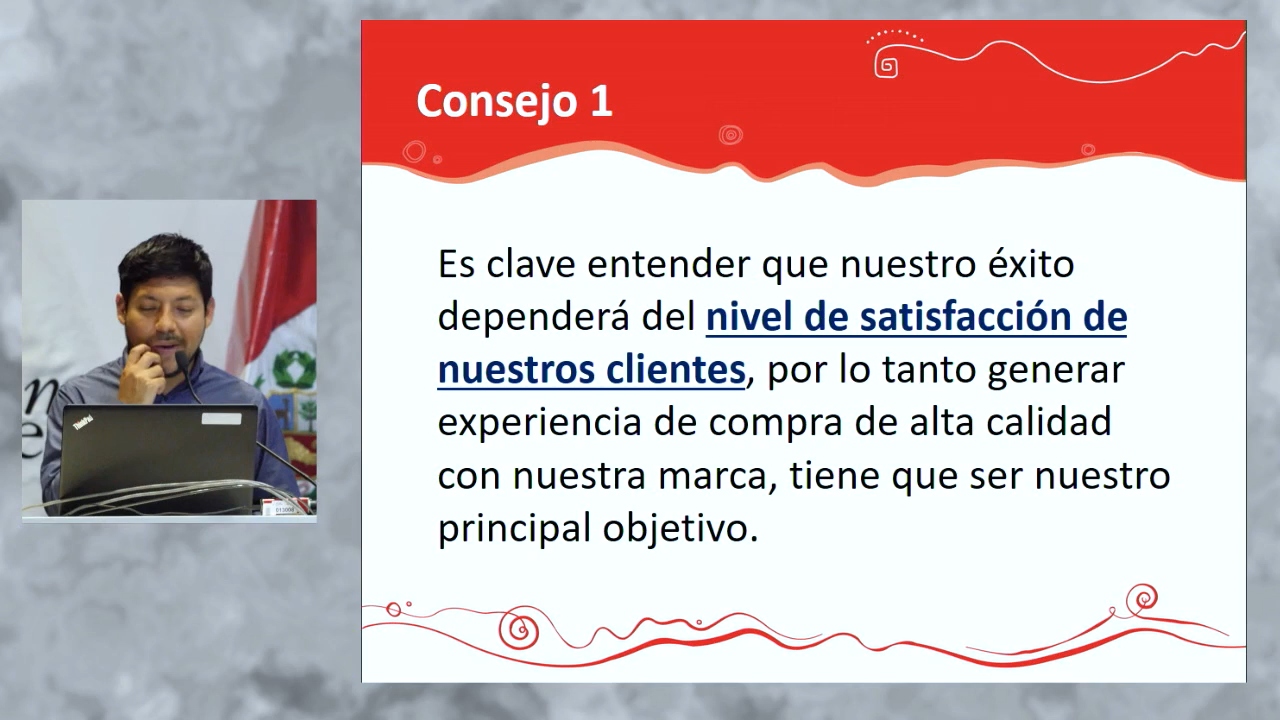 Consejo 1
Es clave entender que nuestro éxito
dependerá del nivel de satisfacción de
nuestros clientes, por lo tanto generar
experiencia de compra de alta calidad
con nuestra marca, tiene que ser nuestro
principal objetivo.
ThinkPad